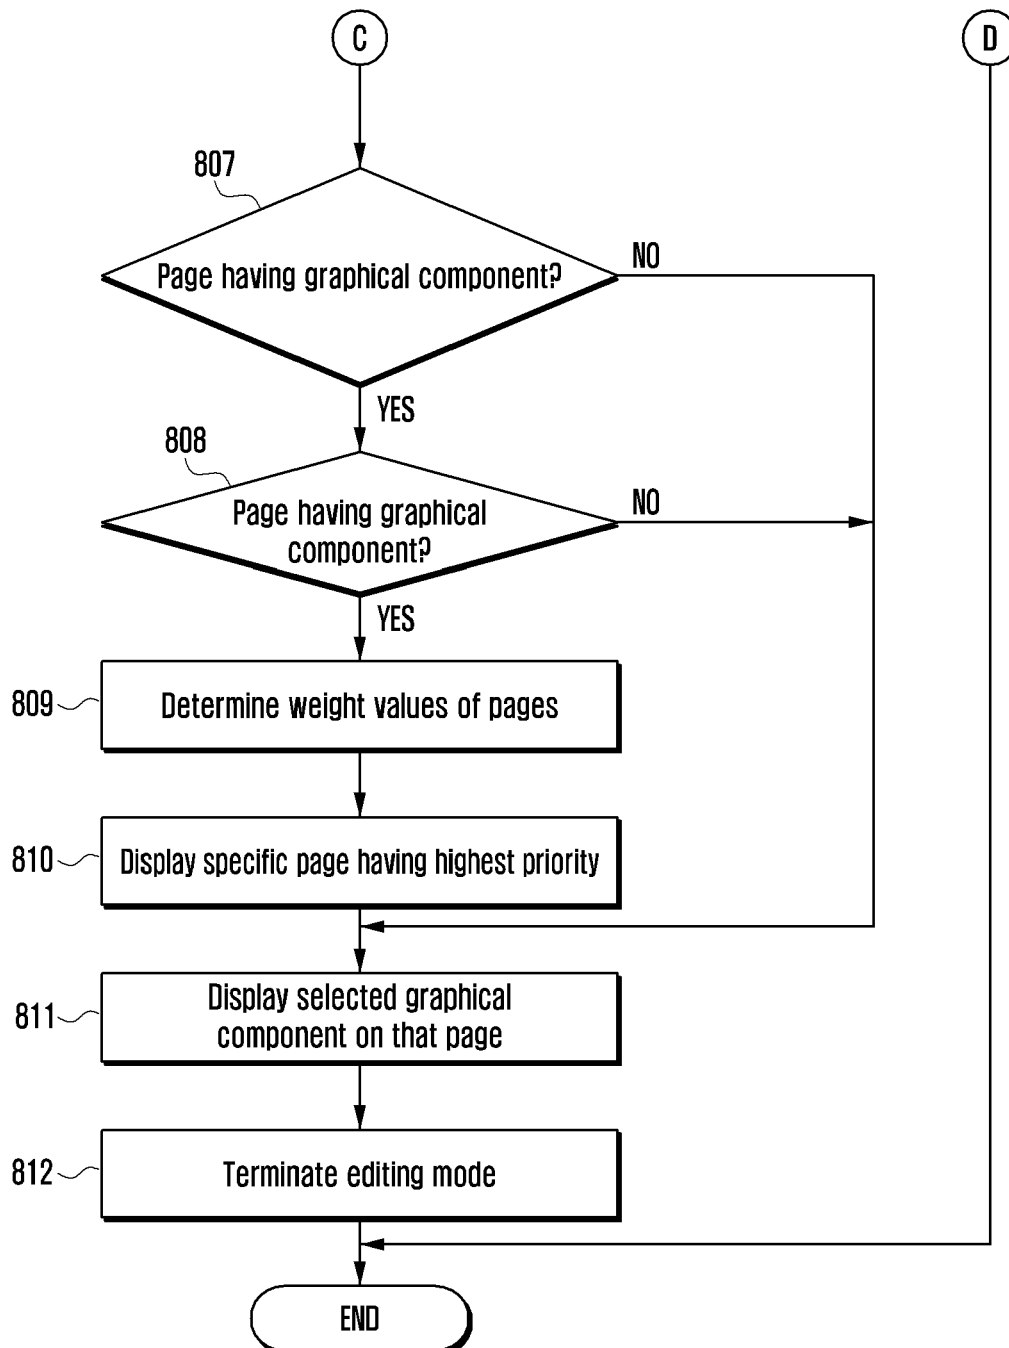 C
D
807
Page having graphical component?
NO
YES
808
Page having graphical
component?
NO
YES
809
Determine weight values of pages
810
Display specific page having highest priority
811
Display selected graphical
component on that page
812
Terminate editing mode
END